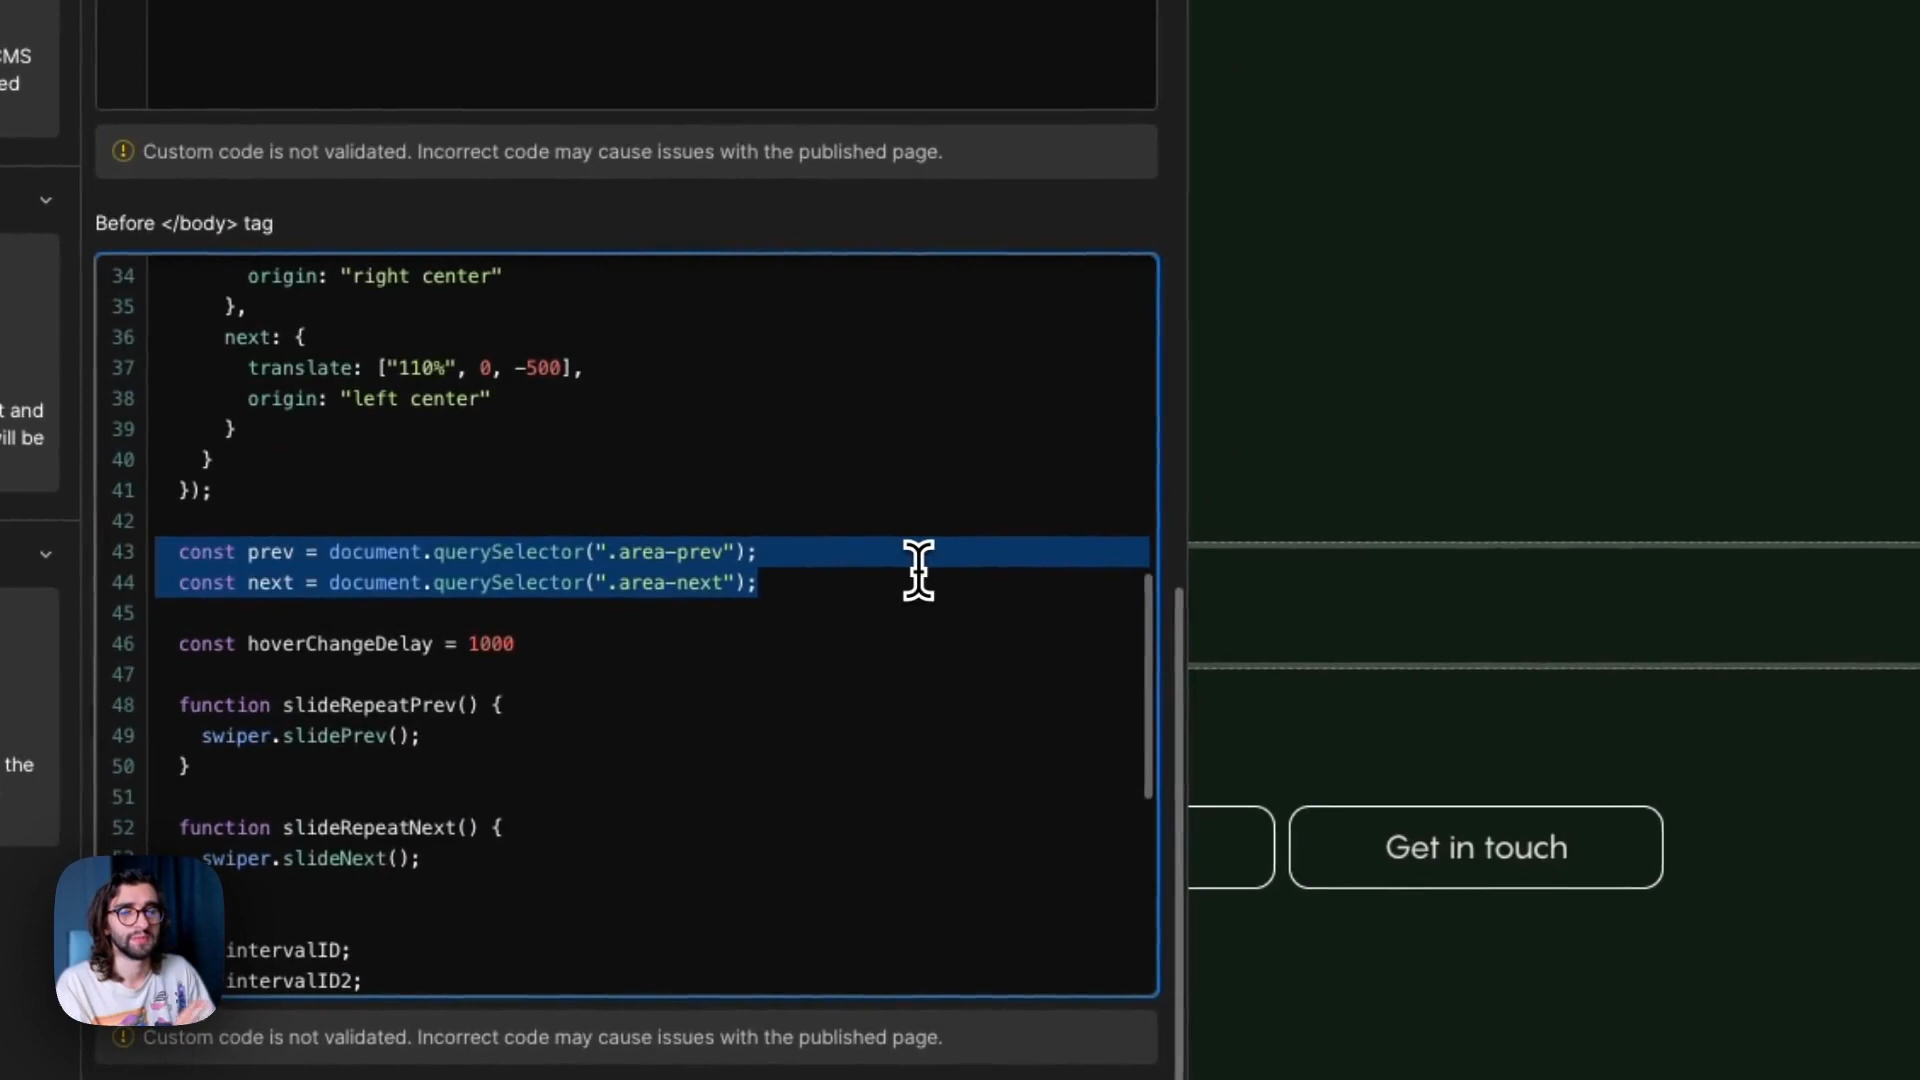 CMS
ed
Custom code is not validated. Incorrect code may cause issues with the published page.
Before </body> tag
34 origin: "right center"
35 },
36 next: {
37 translate: ["110%", 0, -500],
38 origin: "left center"
39 }
40 }
41 });
42
43 const prev = document.querySelector(".area-prev");
44 const next = document.querySelector(".area-next");
45
46 const hoverChangeDelay = 1000
47
48 function slideRepeatPrev() {
49 swiper.slidePrev();
50 }
51
52 function slideRepeatNext() {
swiper.slideNext();
intervalID;
intervalID2;
Custom code is not validated. Incorrect code may cause issues with the published page.
t and
will be
the
Get in touch